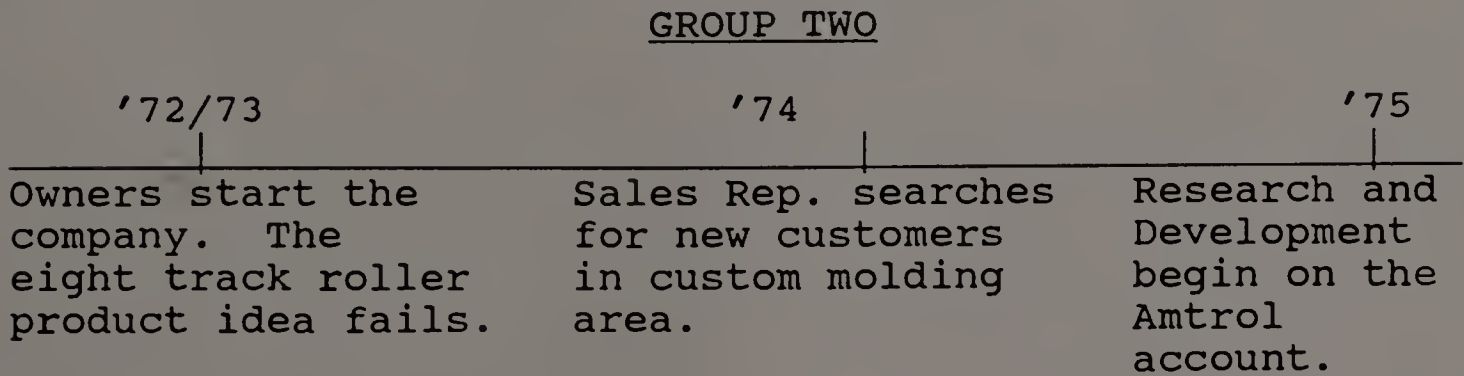 GROUP TWO
'72/73 '74 '75
Owners start the
company. The
eight track roller
product idea fails.
Sales Rep. searches
for new customers
in custom molding
area.
Research and
Development
begin on the
Amtrol
account.